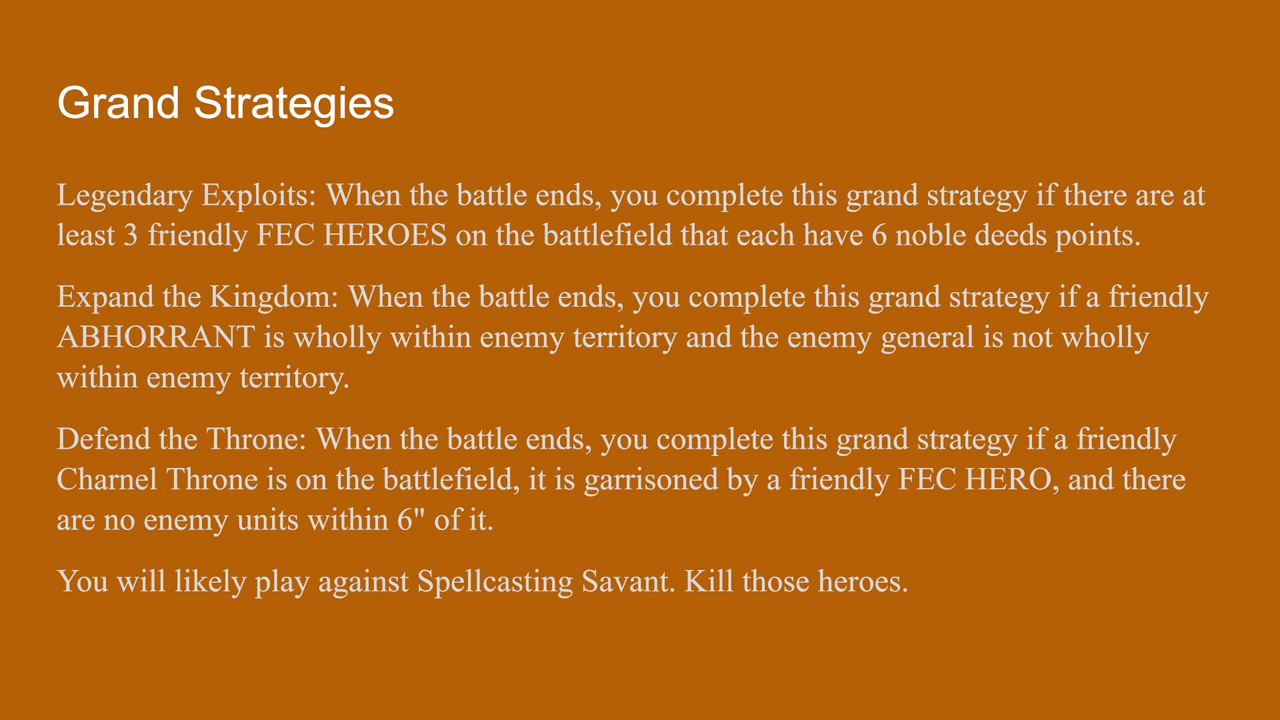 Grand Strategies
Legendary Exploits: When the battle ends, you complete this grand strategy if there are at
least 3 friendly FEC HEROES on the battlefield that each have 6 noble deeds points.
Expand the Kingdom: When the battle ends, you complete this grand strategy if a friendly
ABHORRANT is wholly within enemy territory and the enemy general is not wholly
within enemy territory.
Defend the Throne: When the battle ends, you complete this grand strategy if a friendly
Charnel Throne is on the battlefield, it is garrisoned by a friendly FEC HERO, and there
are no enemy units within 6" of it.
You will likely play against Spellcasting Savant. Kill those heroes.